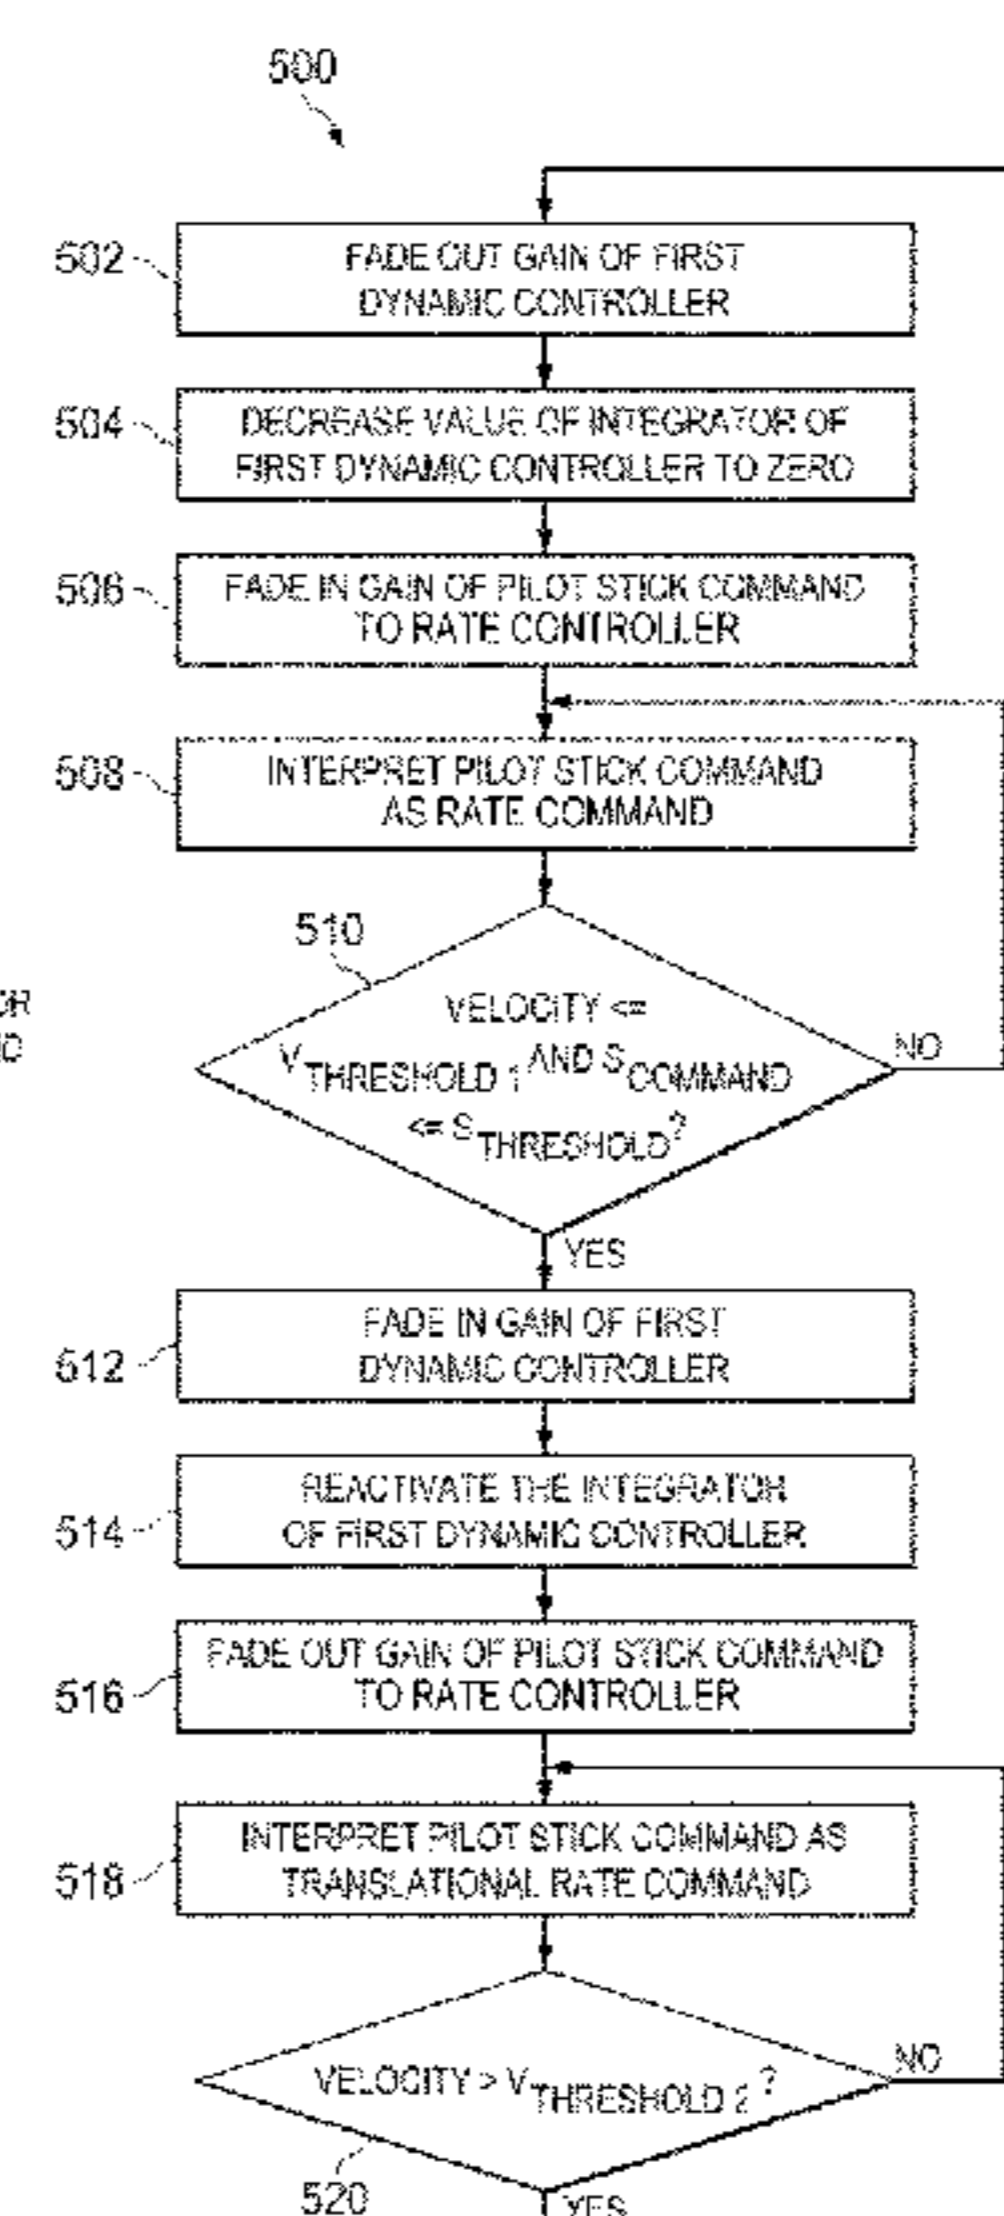 500
502
FADE OUT GAIN OF FIRST
DYNAMIC CONTROLLER
504
DECREASE VALUE OF INTEGRATOR OF
FIRST DYNAMIC CONTROLLER TO ZERO
506
FADE IN GAIN OF PILOT STICK COMMAND
TO RATE CONTROLLER
508
INTERPRET PILOT STICK COMMAND
AS RATE COMMAND
510
VELOCITY <=
V THRESHOLD 1 AND S COMMAND
<= S THRESHOLD ?
NO
YES
512
FADE IN GAIN OF FIRST
DYNAMIC CONTROLLER
514
REACTIVATE THE INTEGRATOR
OF FIRST DYNAMIC CONTROLLER
516
FADE OUT GAIN OF PILOT STICK COMMAND
TO RATE CONTROLLER
518
INTERPRET PILOT STICK COMMAND AS
TRANSLATIONAL RATE COMMAND
VELOCITY > V THRESHOLD 2 ?
NO
520
YES